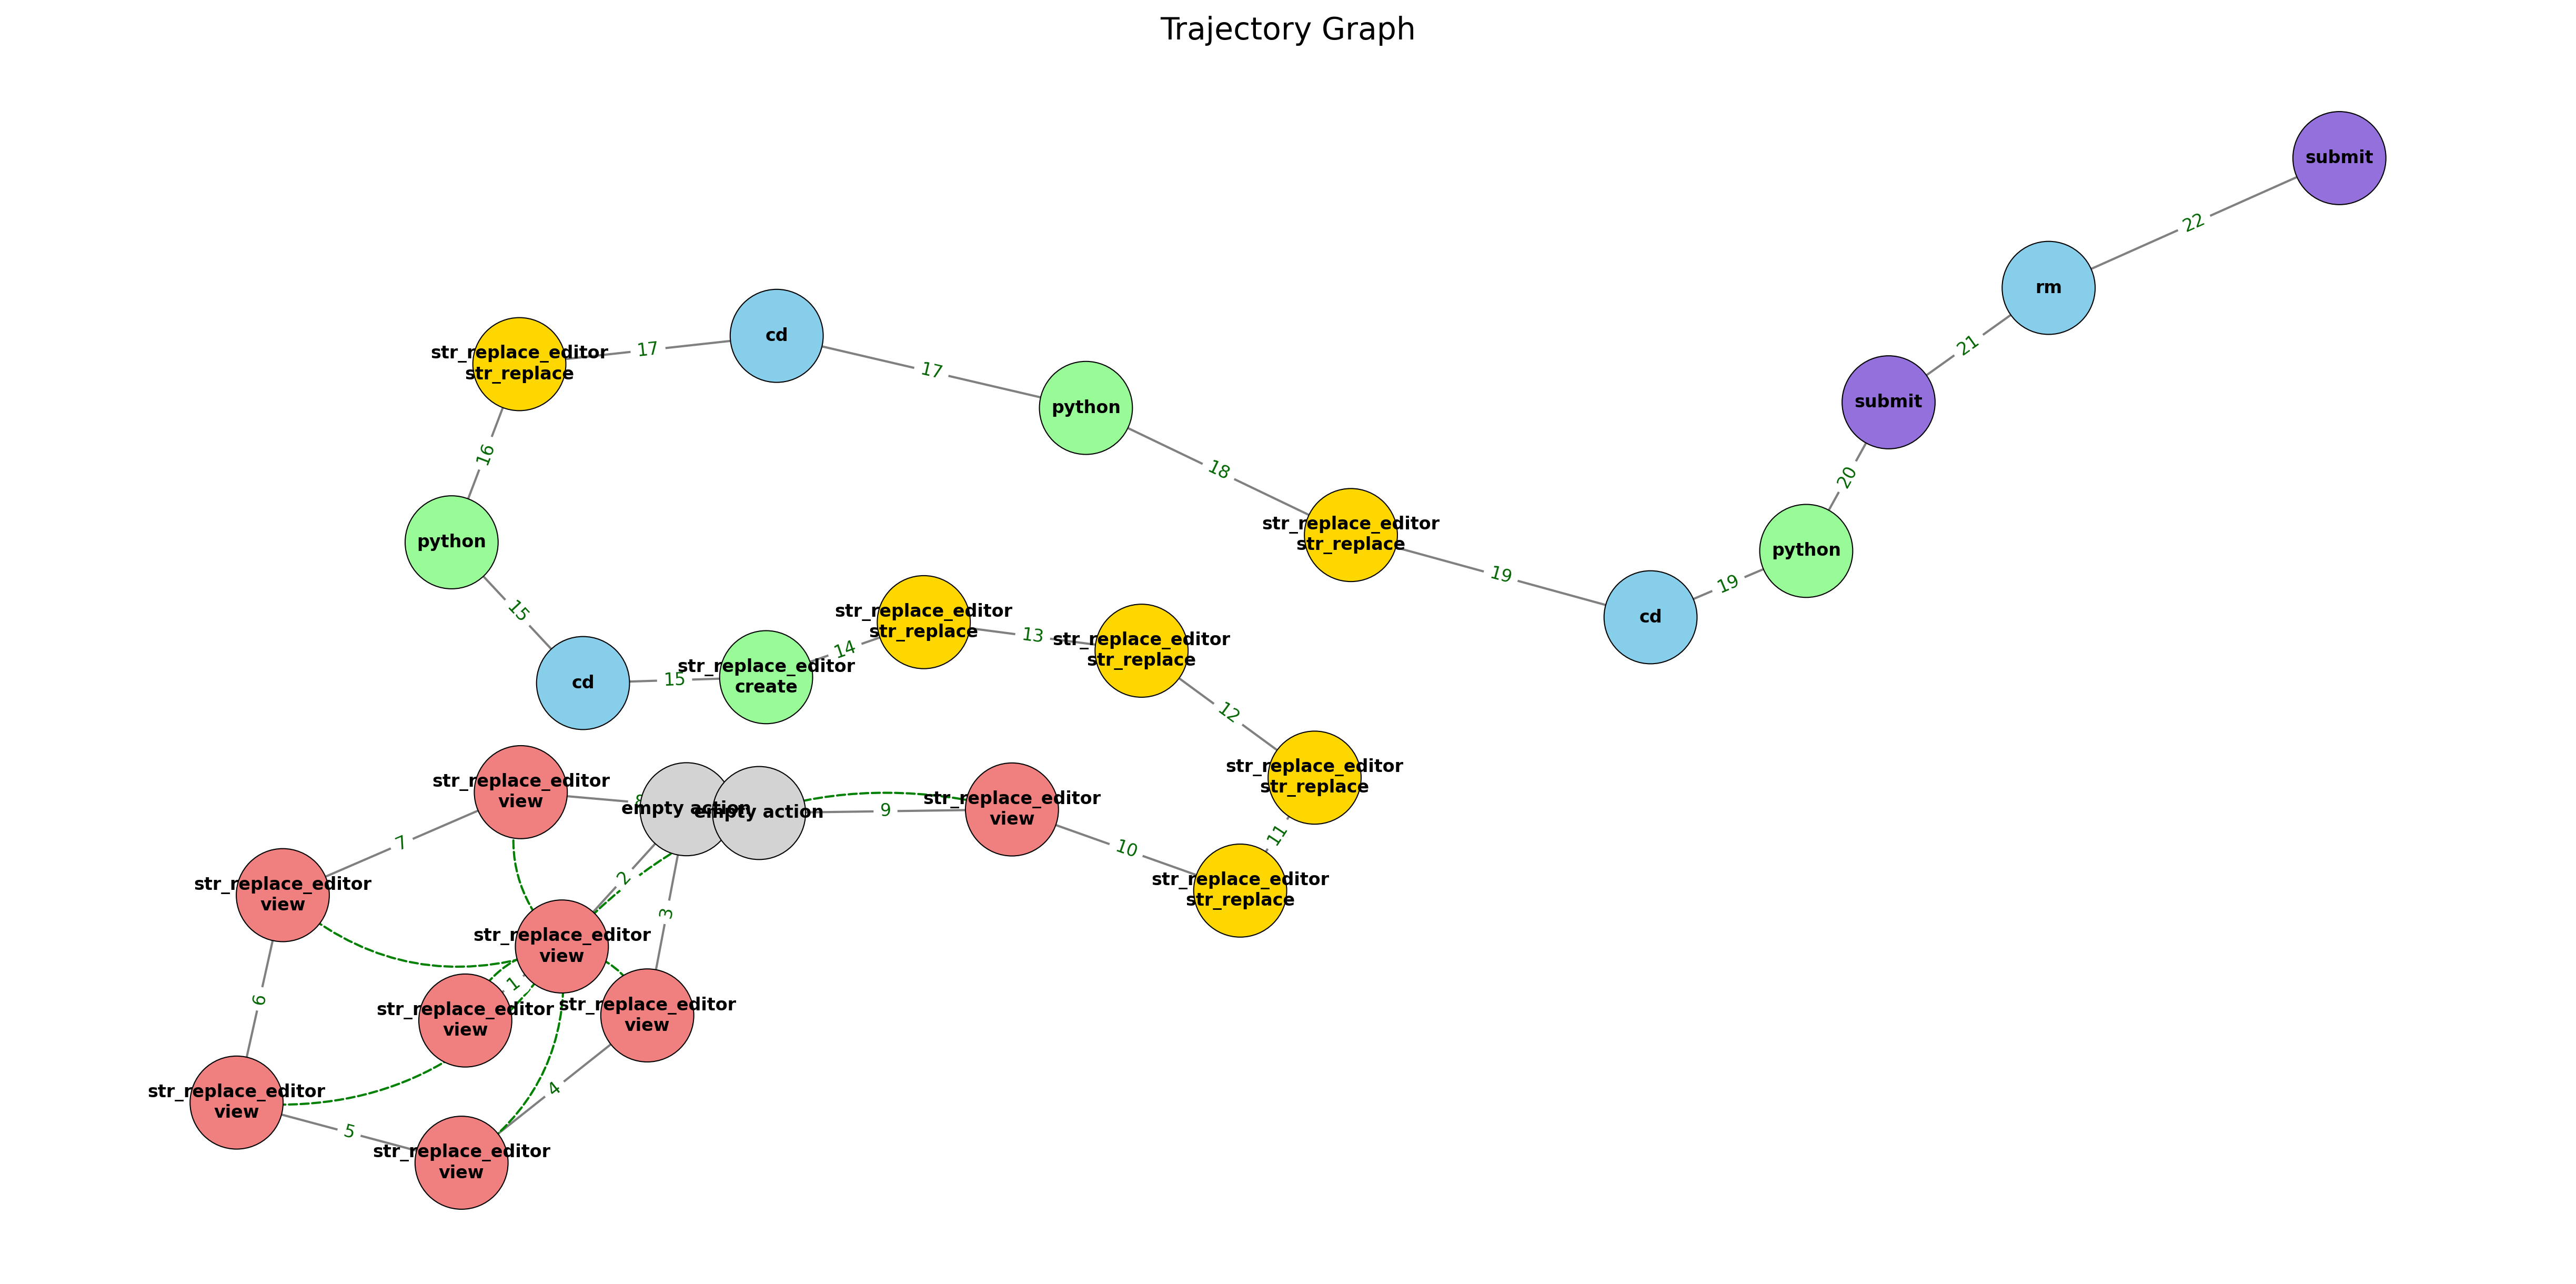 Trajectory Graph
submit
22
rm
21
submit
20
python
19
cd
19
str_replace_editor
str_replace
18
python
17
cd
17
str_replace_editor
str_replace
16
python
15
cd
15
str_replace_editor
create
14
str_replace_editor
str_replace
13
str_replace_editor
str_replace
12
str_replace_editor
str_replace
11
str_replace_editor
str_replace
10
str_replace_editor
view
9
empty action
empty action
8
str_replace_editor
view
7
str_replace_editor
view
6
str_replace_editor
view
5
str_replace_editor
view
4
str_replace_editor
view
3
2
str_replace_editor
view
1
str_replace_editor
view